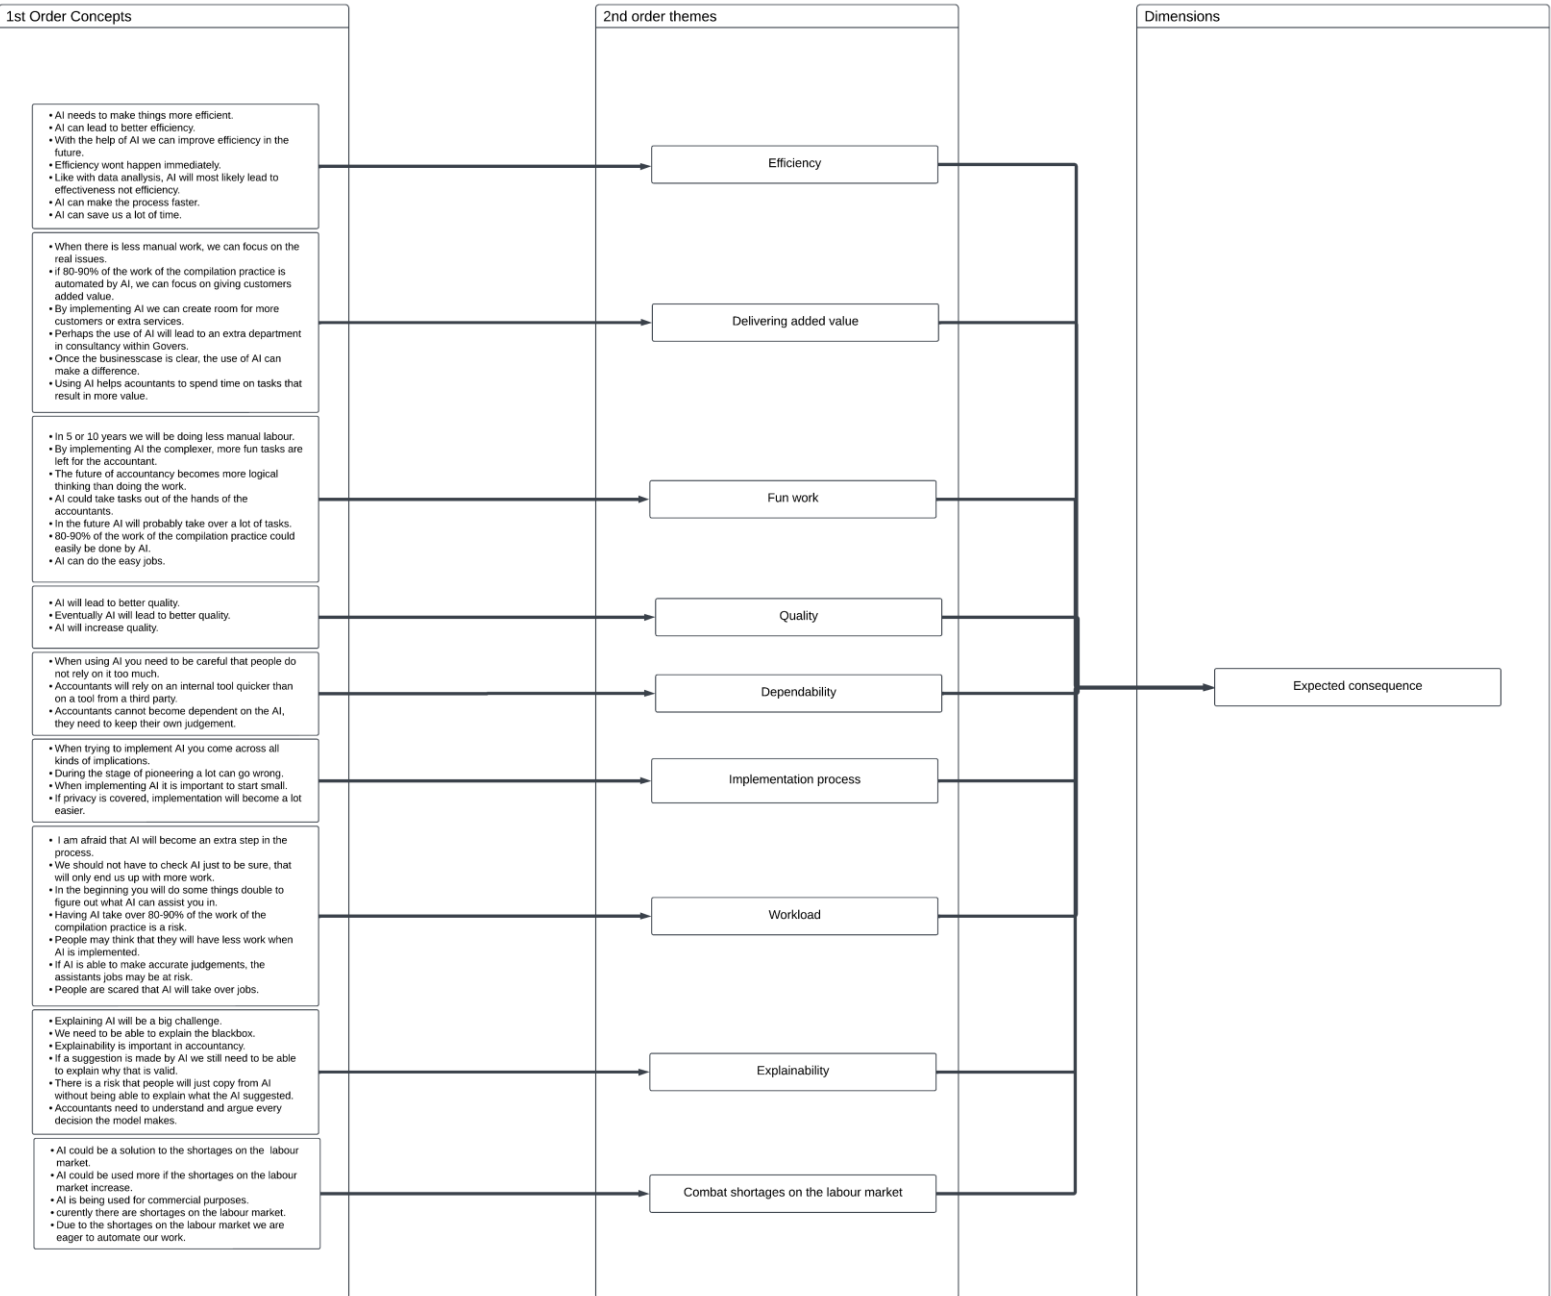 1st Order Concepts
2nd order themes
Dimensions
• AI needs to make things more efficient.
• AI can lead to better efficiency.
• With the help of AI we can improve efficiency in the
future.
• Efficiency wont happen immediately.
• Like with data anallysis, AI will most likely lead to
effectiveness not efficiency.
• AI can make the process faster.
• AI can save us a lot of time.
Efficiency
• When there is less manual work, we can focus on the
real issues.
• if 80-90% of the work of the compilation practice is
automated by AI, we can focus on giving customers
added value.
• By implementing AI we can create room for more
customers or extra services.
• Perhaps the use of AI will lead to an extra department
in consultancy within Govers.
• Once the businesscase is clear, the use of AI can
make a difference.
• Using AI helps acountants to spend time on tasks that
result in more value.
Delivering added value
• In 5 or 10 years we will be doing less manual labour.
• By implementing AI the complexer, more fun tasks are
left for the accountant.
• The future of accountancy becomes more logical
thinking than doing the work.
• AI could take tasks out of the hands of the
accountants.
• In the future AI will probably take over a lot of tasks.
• 80-90% of the work of the compilation practice could
easily be done by AI.
• AI can do the easy jobs.
Fun work
• AI will lead to better quality.
• Eventually AI will lead to better quality.
• AI will increase quality.
Quality
• When using AI you need to be careful that people do
not rely on it too much.
• Accountants will rely on an internal tool quicker than
on a tool from a third party.
• Accountants cannot become dependent on the AI,
they need to keep their own judgement.
Dependability
Expected consequence
• When trying to implement AI you come across all
kinds of implications.
• During the stage of pioneering a lot can go wrong.
• When implementing AI it is important to start small.
• If privacy is covered, implementation will become a lot
easier.
Implementation process
• I am afraid that AI will become an extra step in the
process.
• We should not have to check AI just to be sure, that
will only end us up with more work.
• In the beginning you will do some things double to
figure out what AI can assist you in.
• Having AI take over 80-90% of the work of the
compilation practice is a risk.
• People may think that they will have less work when
AI is implemented.
• If AI is able to make accurate judgements, the
assistants jobs may be at risk.
• People are scared that AI will take over jobs.
Workload
• Explaining AI will be a big challenge.
• We need to be able to explain the blackbox.
• Explainability is important in accountancy.
• If a suggestion is made by AI we still need to be able
to explain why that is valid.
• There is a risk that people will just copy from AI
without being able to explain what the AI suggested.
• Accountants need to understand and argue every
decision the model makes.
Explainability
• AI could be a solution to the shortages on the labour
market.
• AI could be used more if the shortages on the labour
market increase.
• AI is being used for commercial purposes.
• curently there are shortages on the labour market.
• Due to the shortages on the labour market we are
eager to automate our work.
Combat shortages on the labour market